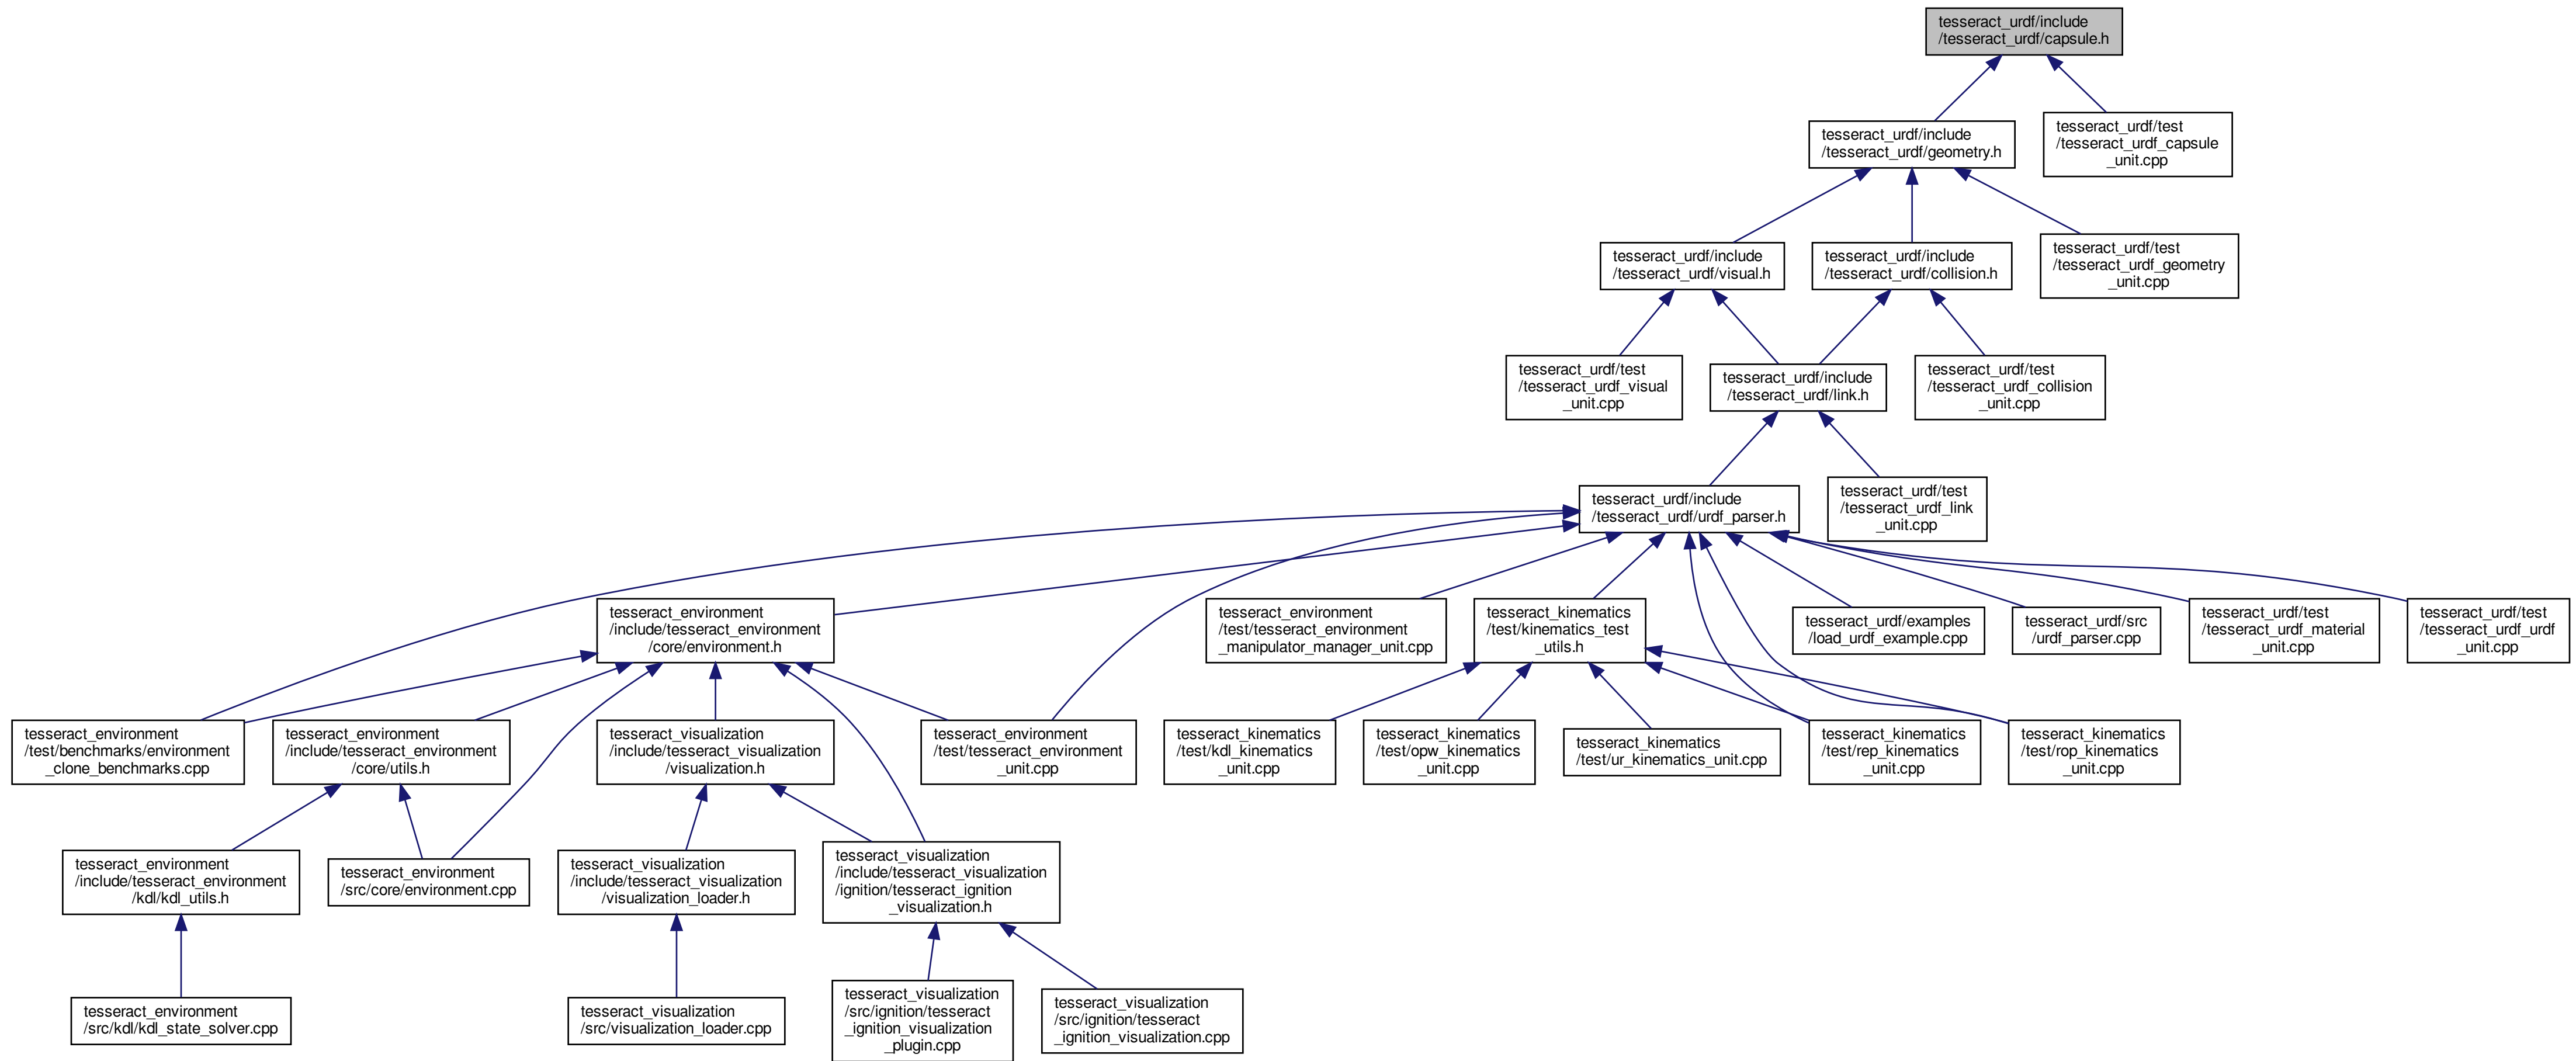 tesseract_urdf/include
/tesseract_urdf/capsule.h
tesseract_urdf/include
/tesseract_urdf/geometry.h
tesseract_urdf/test
/tesseract_urdf_capsule
_unit.cpp
tesseract_urdf/include
/tesseract_urdf/visual.h
tesseract_urdf/include
/tesseract_urdf/collision.h
tesseract_urdf/test
/tesseract_urdf_geometry
_unit.cpp
tesseract_urdf/test
/tesseract_urdf_visual
_unit.cpp
tesseract_urdf/include
/tesseract_urdf/link.h
tesseract_urdf/test
/tesseract_urdf_collision
_unit.cpp
tesseract_urdf/include
/tesseract_urdf/urdf_parser.h
tesseract_urdf/test
/tesseract_urdf_link
_unit.cpp
tesseract_environment
/include/tesseract_environment
/core/environment.h
tesseract_environment
/test/tesseract_environment
_manipulator_manager_unit.cpp
tesseract_kinematics
/test/kinematics_test
_utils.h
tesseract_urdf/examples
/load_urdf_example.cpp
tesseract_urdf/src
/urdf_parser.cpp
tesseract_urdf/test
/tesseract_urdf_material
_unit.cpp
tesseract_urdf/test
/tesseract_urdf_urdf
_unit.cpp
tesseract_environment
/test/benchmarks/environment
_clone_benchmarks.cpp
tesseract_environment
/include/tesseract_environment
/core/utils.h
tesseract_visualization
/include/tesseract_visualization
/visualization.h
tesseract_environment
/test/tesseract_environment
_unit.cpp
tesseract_kinematics
/test/kdl_kinematics
_unit.cpp
tesseract_kinematics
/test/opw_kinematics
_unit.cpp
tesseract_kinematics
/test/ur_kinematics_unit.cpp
tesseract_kinematics
/test/rep_kinematics
_unit.cpp
tesseract_kinematics
/test/rop_kinematics
_unit.cpp
tesseract_environment
/include/tesseract_environment
/kdl/kdl_utils.h
tesseract_environment
/src/core/environment.cpp
tesseract_visualization
/include/tesseract_visualization
/visualization_loader.h
tesseract_visualization
/include/tesseract_visualization
/ignition/tesseract_ignition
_visualization.h
tesseract_environment
/src/kdl/kdl_state_solver.cpp
tesseract_visualization
/src/visualization_loader.cpp
tesseract_visualization
/src/ignition/tesseract
_ignition_visualization
_plugin.cpp
tesseract_visualization
/src/ignition/tesseract
_ignition_visualization.cpp